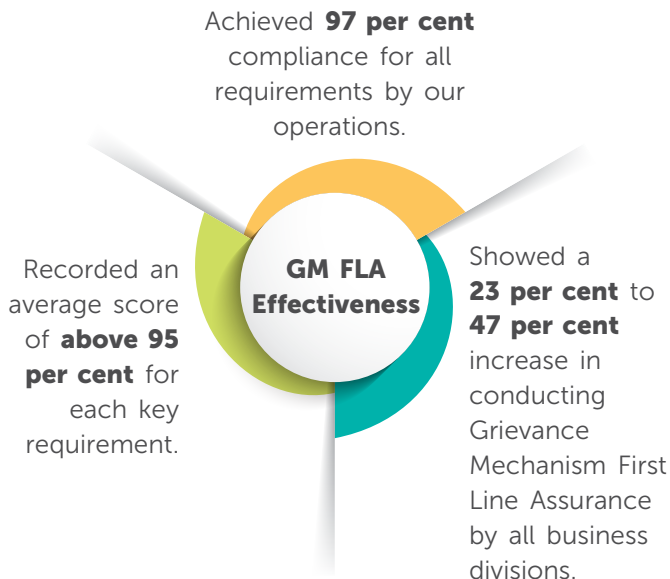 Achieved 97 per cent
compliance for all
requirements by our
operations.
GM FLA
Effectiveness
Recorded an
average score
of above 95
per cent for
each key
requirement.
Showed a
23 per cent to
47 per cent
increase in
conducting
Grievance
Mechanism First
Line Assurance
by all business
divisions.